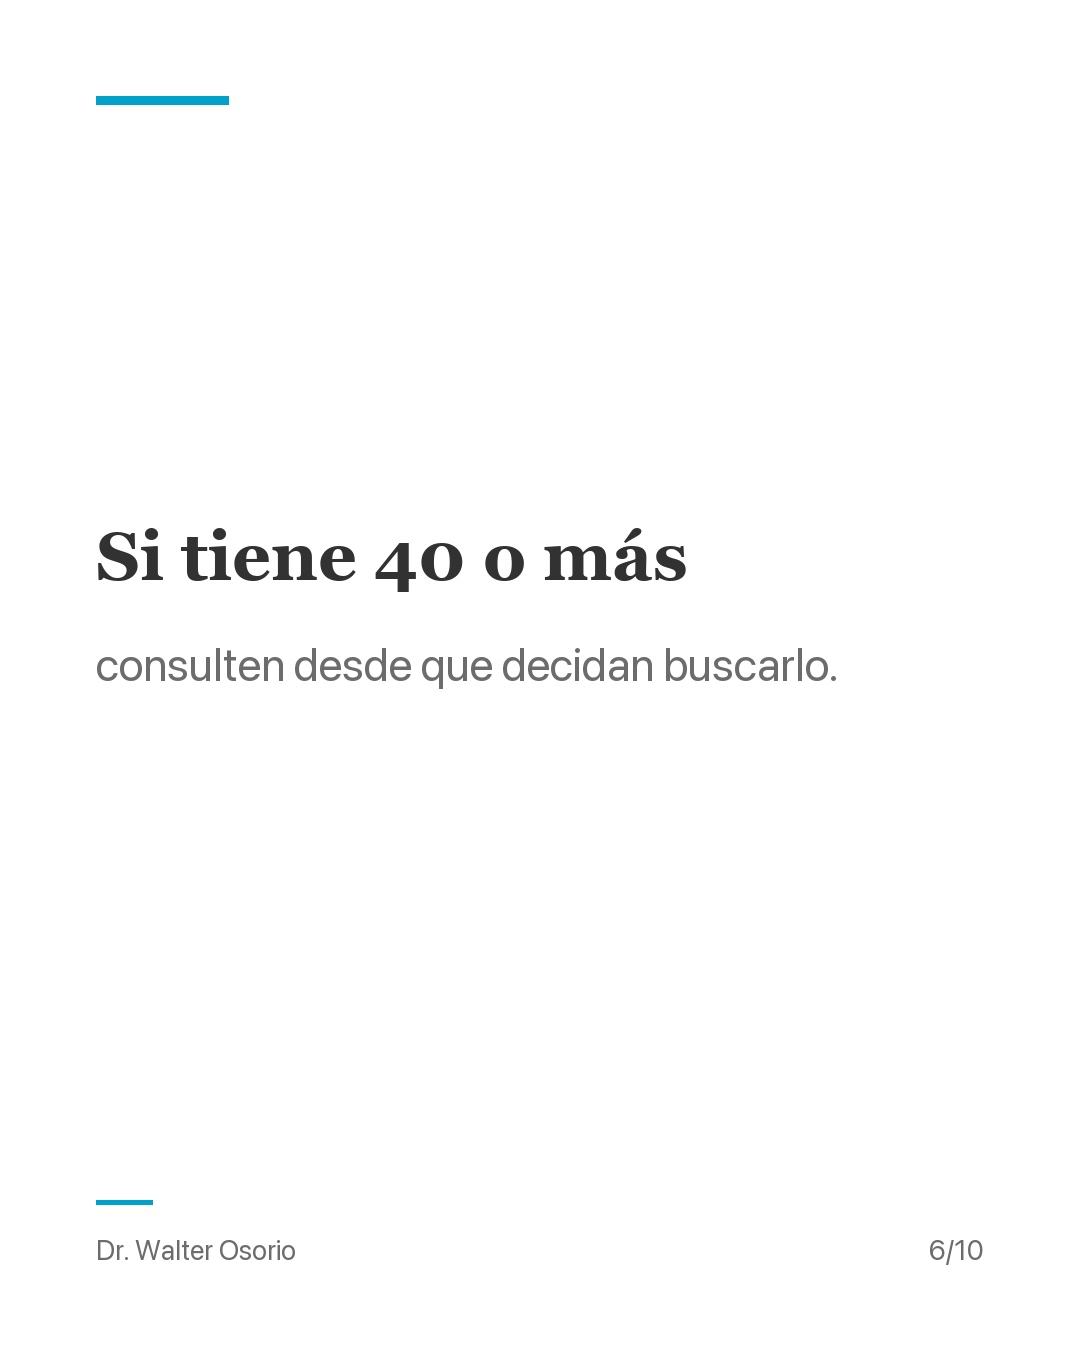 Si tiene 40 o más
consulten desde que decidan buscarlo.
Dr. Walter Osorio
6/10